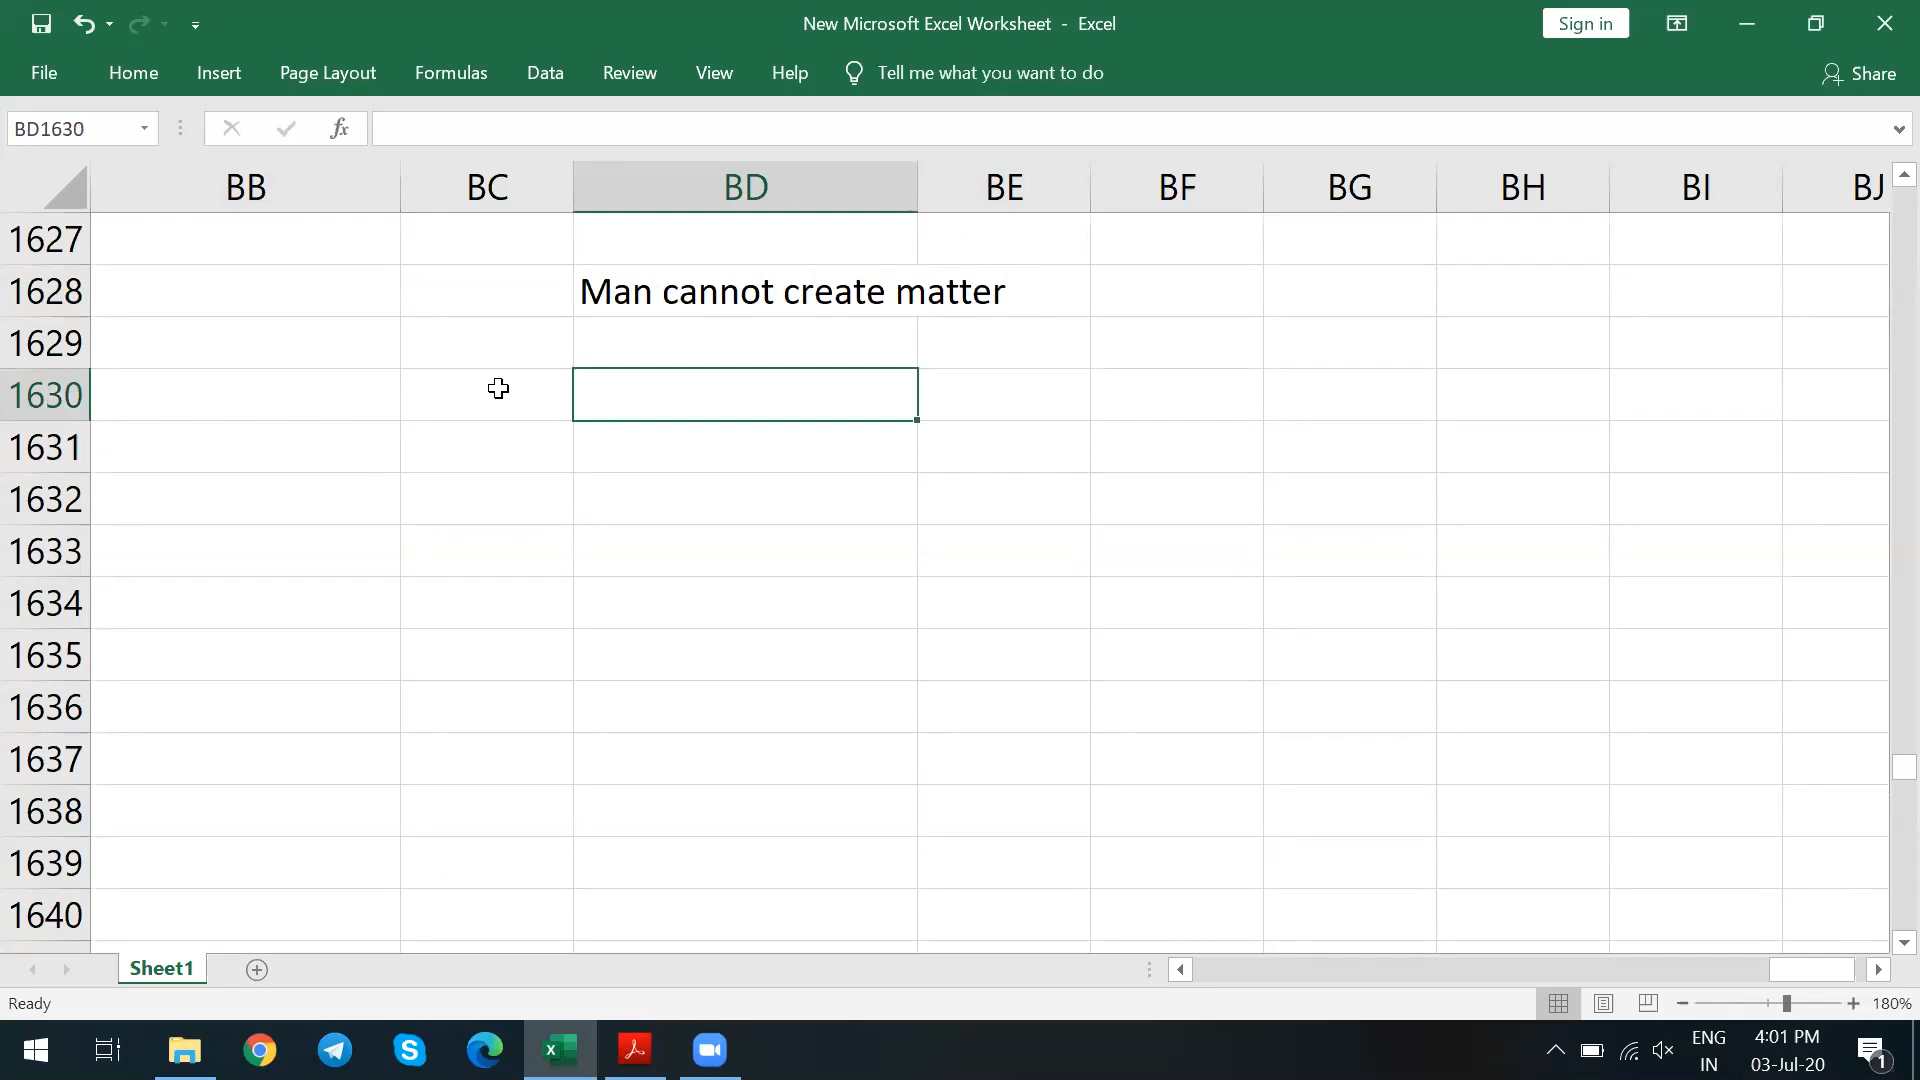 New Microsoft Excel Worksheet - Excel
Sign in
File Home Insert Page Layout Formulas Data Review View Help Tell me what you want to do Share
BD1630 fx
BB BC BD BE BF BG BH BI BJ
1627
1628 Man cannot create matter
1629
1630
1631
1632
1633
1634
1635
1636
1637
1638
1639
1640
Sheet1
Ready 180%
ENG 4:01 PM
IN 03-Jul-20 1